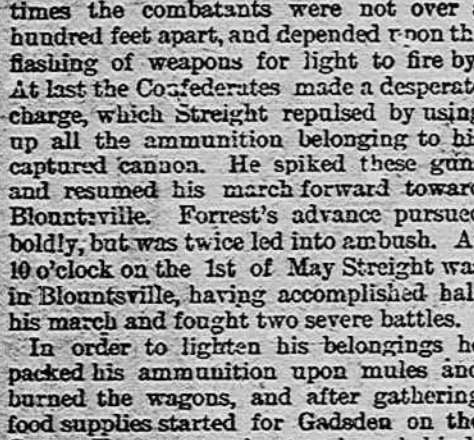 times the combatants were not over
hundred feet apart, and depended upon th
flashing of weapons for light to fire by
At last the Confederates made a desperat
charge, which Streight repulsed by using
up all the ammunition belonging to his
captured cannon. He spiked these gun
and resumed his march forward towar
Blountsville. Forrest's advance pursued
boldly, but was twice led into ambush. A
10 o'clock on the 1st of May Streight was
in Blountsville, having accomplished hal
his march and fought two severe battles.
In order to lighten his belongings he
packed his ammunition upon mules and
burned the wagons, and after gathering
food supplies started for Gadsden on the